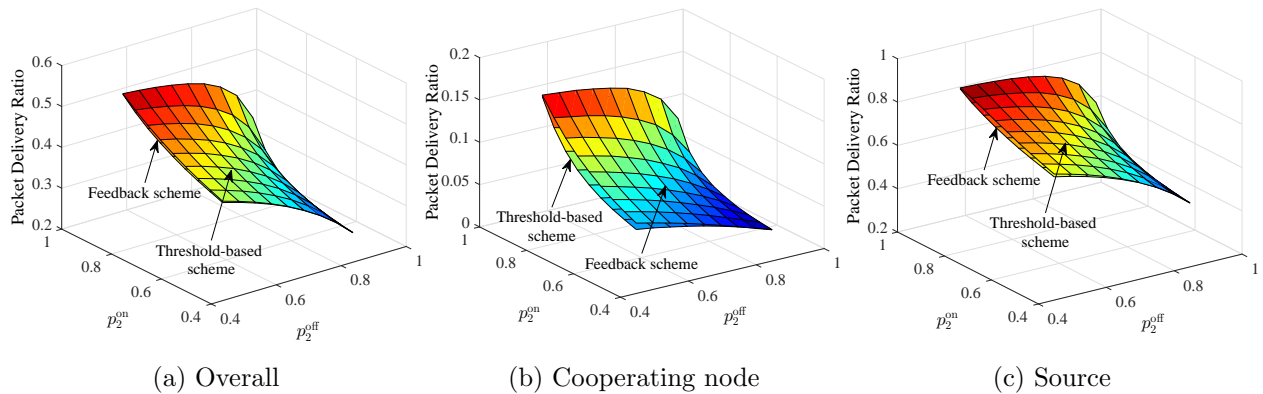 Packet Delivery Ratio
0.6
0.5
0.4
0.3
0.2
1
0.8
0.6
0.4
p₂ᵒⁿ
0.4
0.6
0.8
1
p₂ᵒᶠᶠ
Feedback scheme
Threshold-based
scheme
(a) Overall
Packet Delivery Ratio
0.2
0.15
0.1
0.05
0
1
0.8
0.6
0.4
p₂ᵒⁿ
0.4
0.6
0.8
1
p₂ᵒᶠᶠ
Threshold-based
scheme
Feedback scheme
(b) Cooperating node
Packet Delivery Ratio
1
0.8
0.6
0.4
0.2
1
0.8
0.6
0.4
p₂ᵒⁿ
0.4
0.6
0.8
1
p₂ᵒᶠᶠ
Feedback scheme
Threshold-based
scheme
(c) Source